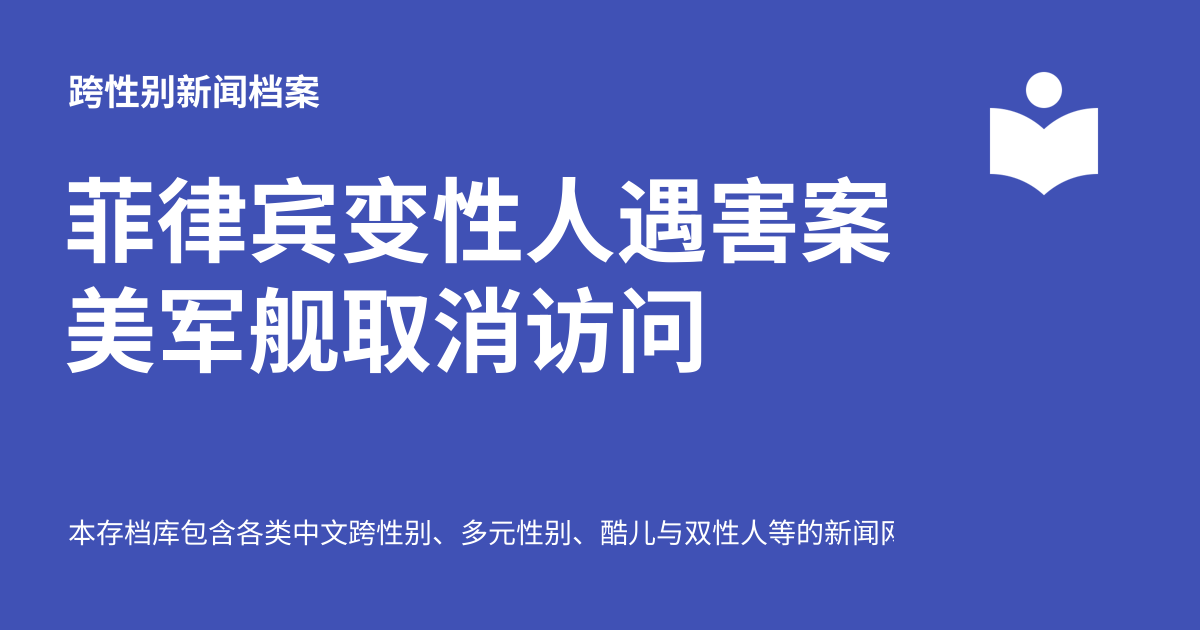 跨性别新闻档案
菲律宾变性人遇害案
美军舰取消访问
本存档库包含各类中文跨性别、多元性别、酷儿与双性人等的新闻网